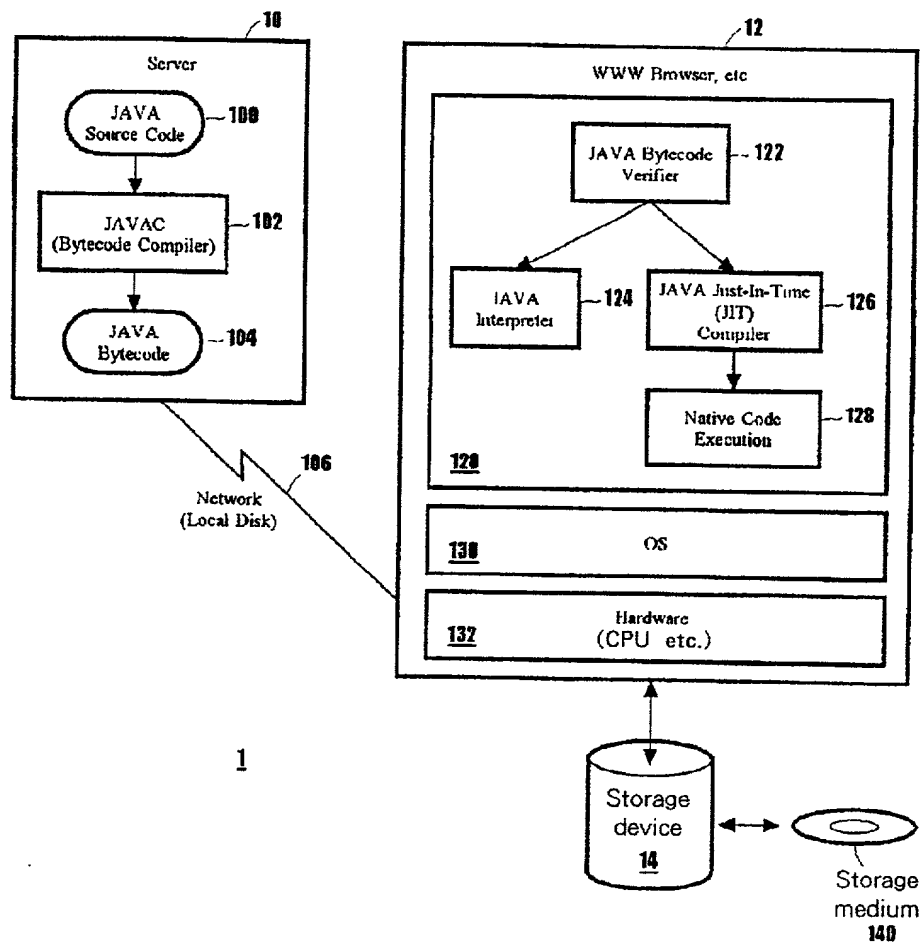 10
Server
JAVA
Source Code
100
JAVAC
(Bytecode Compiler)
102
JAVA
Bytecode
104
106
Network
(Local Disk)
12
WWW Browser, etc
JAVA Bytecode
Verifier
122
JAVA
Interpreter
124
JAVA Just-In-Time
(JIT)
Compiler
126
Native Code
Execution
128
120
130
OS
132
Hardware
(CPU etc.)
1
Storage
device
14
Storage
medium
140